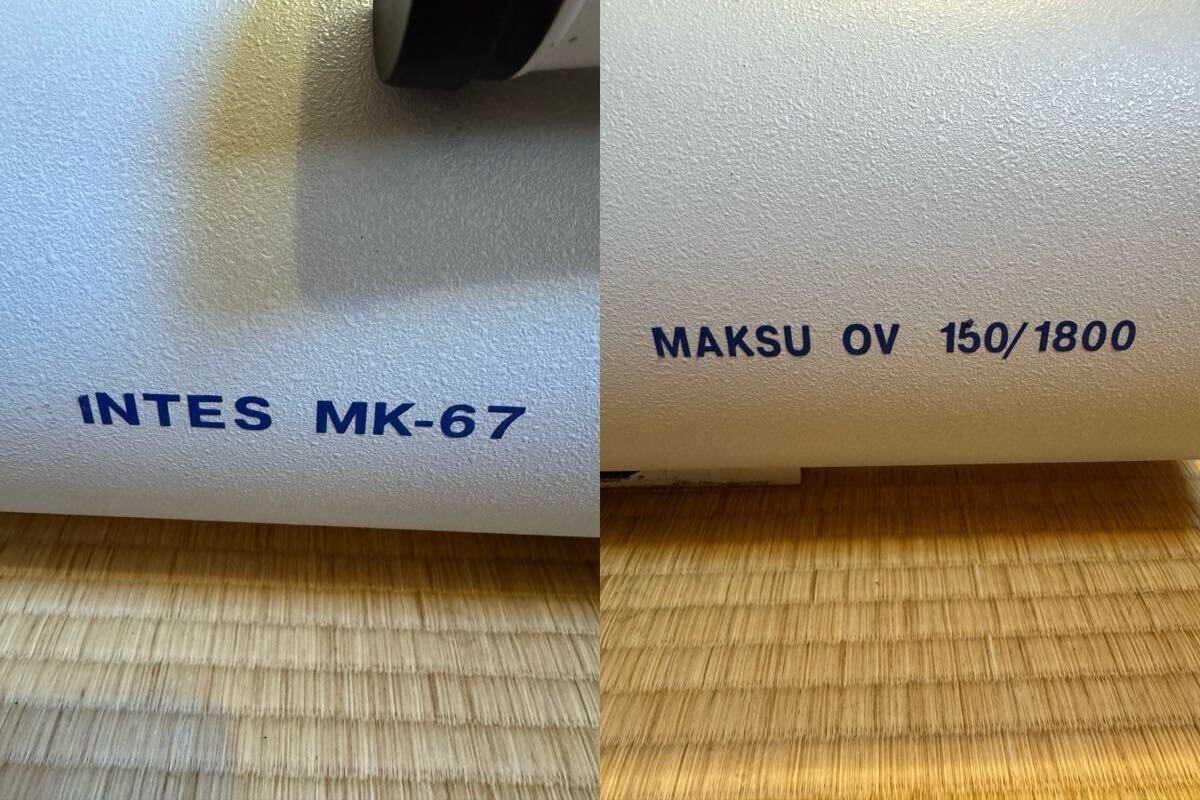 INTES MK-67
MAKSU OV 150/1800